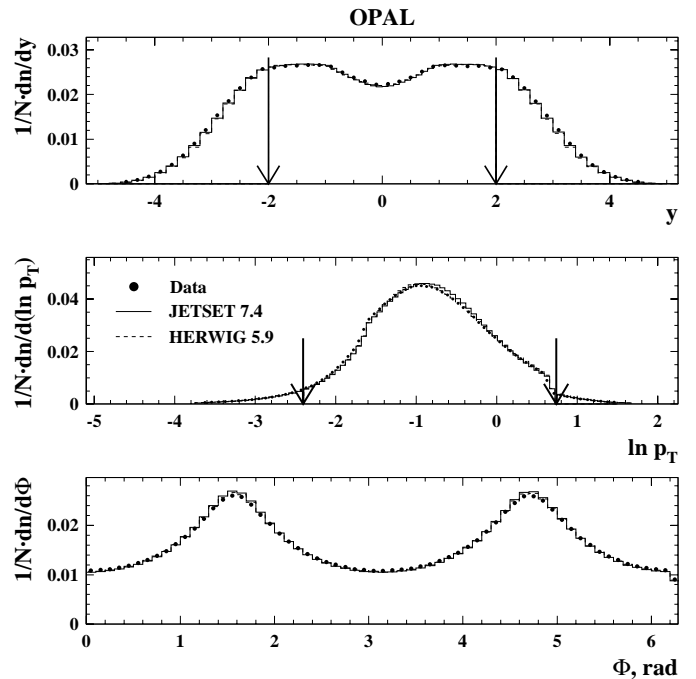 OPAL
1/N·dn/dy
0.03
0.02
0.01
0
-4 -2 0 2 4
y
1/N·dn/d(ln p_T)
0.04
0.02
0
Data
JETSET 7.4
HERWIG 5.9
-5 -4 -3 -2 -1 0 1 2
ln p_T
1/N·dn/dΦ
0.02
0.01
0
0 1 2 3 4 5 6
Φ, rad